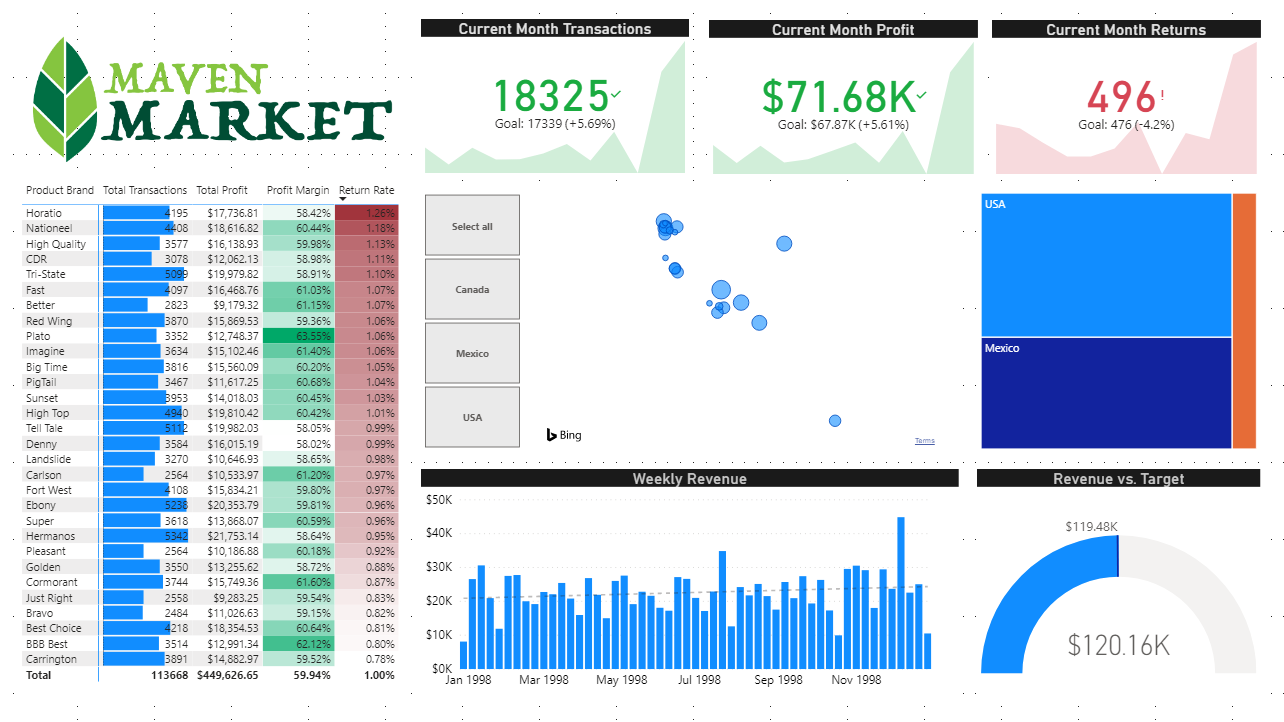 MAVEN
MARKET
Current Month Transactions
18325
Goal: 17339 (+5.69%)
Current Month Profit
$71.68K
Goal: $67.87K (+5.61%)
Current Month Returns
496!
Goal: 476 (-4.2%)
Product Brand Total Transactions Total Profit Profit Margin Return Rate
Horatio 4195 $17,736.81 58.42% 1.26%
Nationeel 4408 $18,616.82 60.44% 1.18%
High Quality 3577 $16,138.93 59.98% 1.13%
CDR 3078 $12,062.13 58.98% 1.11%
Tri-State 5099 $19,979.82 58.91% 1.10%
Fast 4097 $16,468.76 61.03% 1.07%
Better 2823 $9,179.32 61.15% 1.07%
Red Wing 3870 $15,869.53 59.36% 1.06%
Plato 3352 $12,748.37 63.55% 1.06%
Imagine 3634 $15,102.46 61.40% 1.06%
Big Time 3816 $15,560.09 60.20% 1.05%
PigTail 3467 $11,617.25 60.68% 1.04%
Sunset 3953 $14,018.03 60.45% 1.03%
High Top 4940 $19,810.42 60.42% 1.01%
Tell Tale 5112 $19,982.03 58.05% 0.99%
Denny 3584 $16,015.19 58.02% 0.99%
Landslide 3270 $10,646.93 58.65% 0.98%
Carlson 2564 $10,533.97 61.20% 0.97%
Fort West 4108 $15,834.21 59.80% 0.97%
Ebony 5238 $20,353.79 59.81% 0.96%
Super 3618 $13,868.07 60.59% 0.96%
Hermanos 5342 $21,753.14 58.64% 0.95%
Pleasant 2564 $10,186.88 60.18% 0.92%
Golden 3550 $13,255.62 58.72% 0.88%
Cormorant 3744 $15,749.36 61.60% 0.87%
Just Right 2558 $9,283.25 59.54% 0.83%
Bravo 2484 $11,026.63 59.15% 0.82%
Best Choice 4218 $18,354.53 60.64% 0.81%
BBB Best 3514 $12,991.34 62.12% 0.80%
Carrington 3891 $14,882.97 59.52% 0.78%
Total 113668 $449,626.65 59.94% 1.00%
Select all
Canada
Mexico
USA
Bing
Terms
USA
Mexico
Weekly Revenue
$50K
$40K
$30K
$20K
$10K
$0K
Jan 1998 Mar 1998 May 1998 Jul 1998 Sep 1998 Nov 1998
Revenue vs. Target
$119.48K
$120.16K